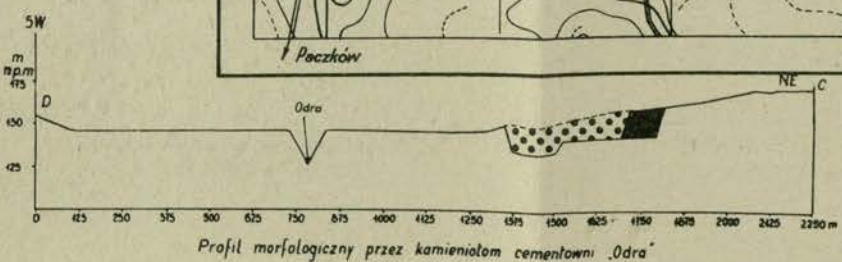 Paczków
SW
m
n.p.m
175
150
125
D
Odra
NE C
0 125 250 375 500 625 750 875 1000 1125 1250 1375 1500 1625 1750 1875 2000 2125 2250 m
Profil morfologiczny przez kamieniołom cementowni „Odra"